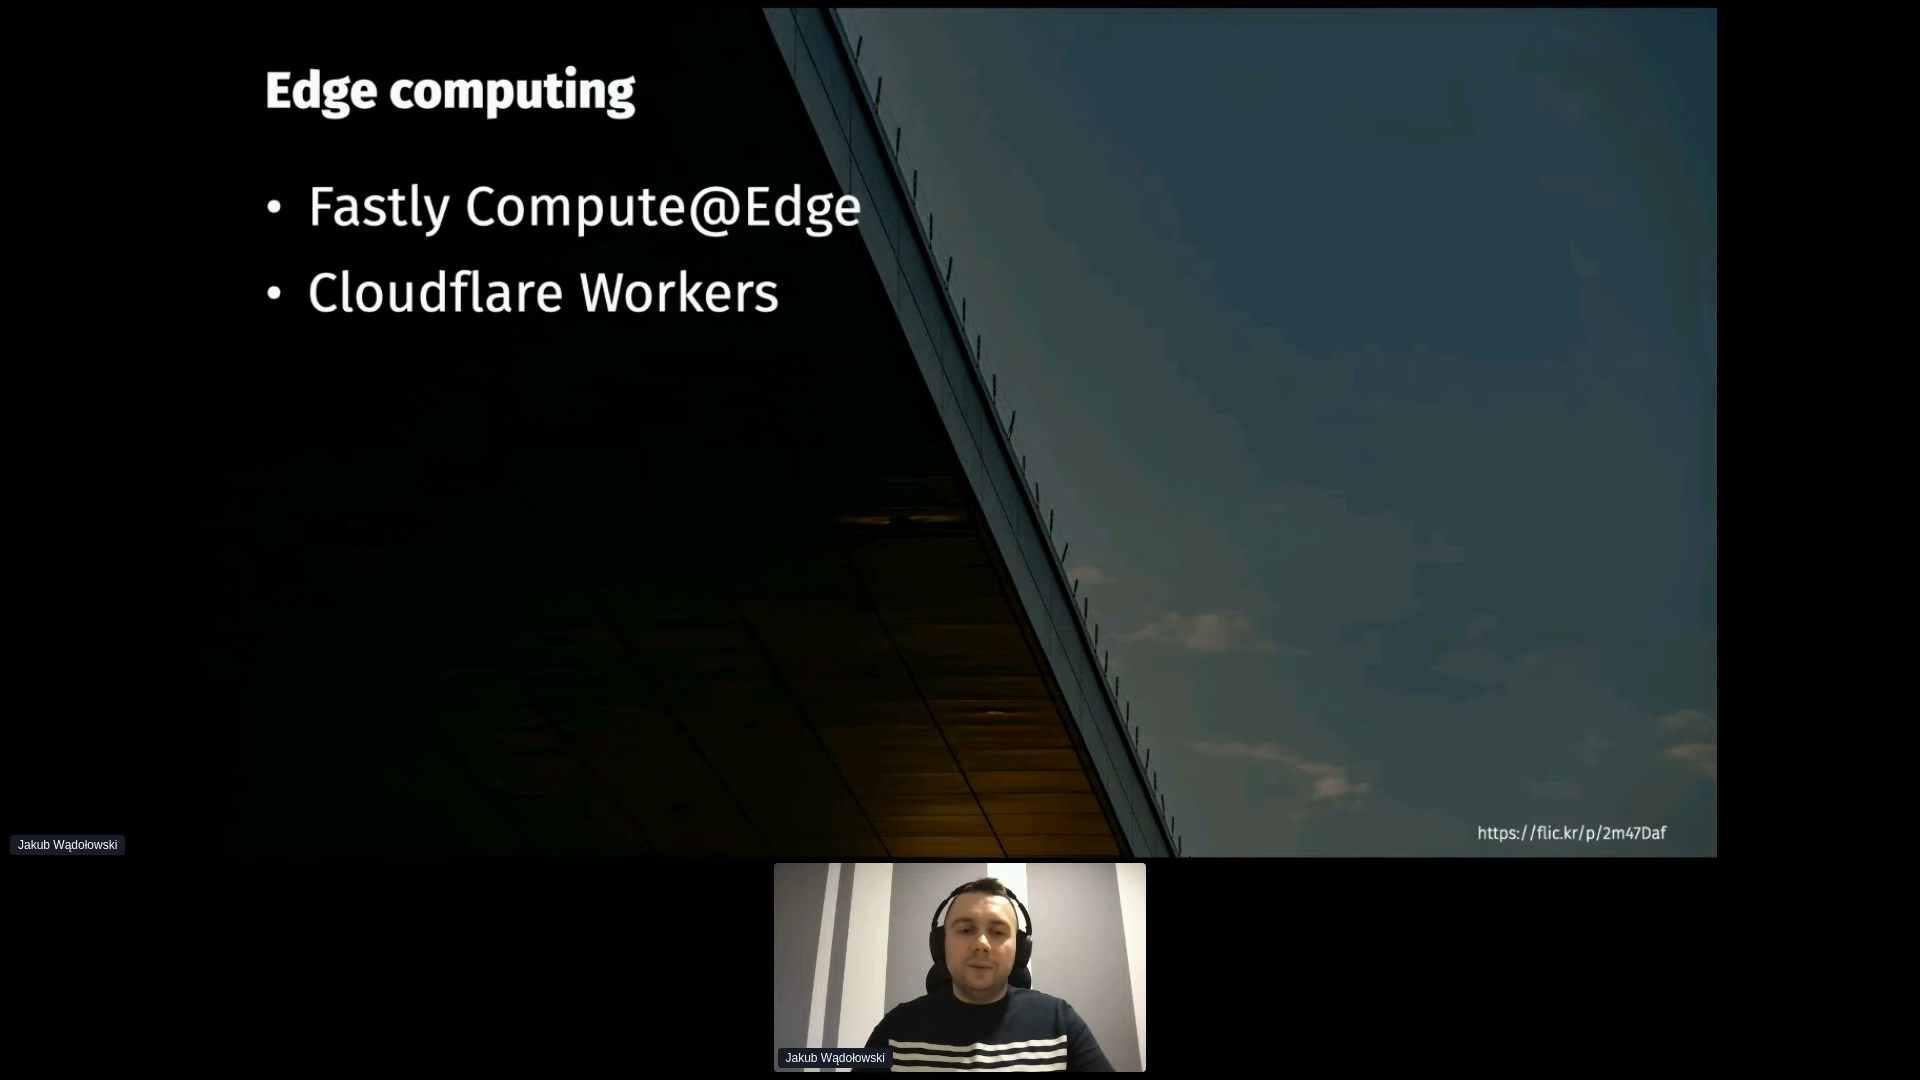 Edge computing
• Fastly Compute@Edge
• Cloudflare Workers
https://flic.kr/p/2m47Daf
Jakub Wądołowski
Jakub Wądołowski